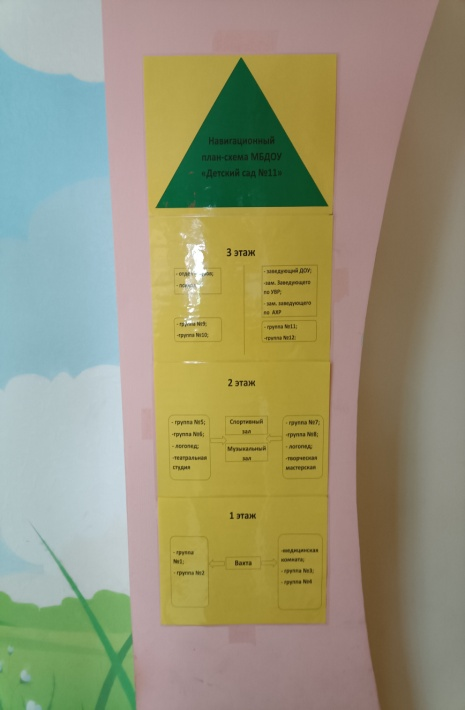 Навигационный
план-схема МБДОУ
«Детский сад №11»
3 этаж
- группа №9;
-группа №10;
- заведующий ДОУ;
-зам. Заведующего
по УВР;
- зам. заведующего
по АХР
- группа №11;
-группа №12;
2 этаж
- группа №5;
-группа №6;
- логопед;
-театральная
студия
Спортивный
зал
Музыкальный
зал
- группа №7;
-группа №8;
- логопед;
-творческая
мастерская
1 этаж
- группа
№1;
- группа №2
Вахта
-медицинская
комната;
- группа №3;
- группа №4